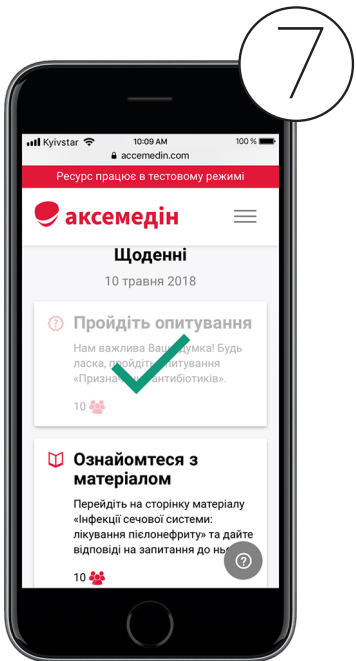 7
Kyivstar 10:09 AM 100 %
accemedin.com
Ресурс працює в тестовому режимі
аксемедін
Щоденні
10 травня 2018
Пройдіть опитування
Нам важлива Ваша думка! Будь
ласка, пройдіть опитування
«Призначення антибіотиків».
10
Ознайомтеся з
матеріалом
Перейдіть на сторінку матеріалу
«Інфекції сечової системи:
лікування пієлонефриту» та дайте
відповіді на запитання до
10